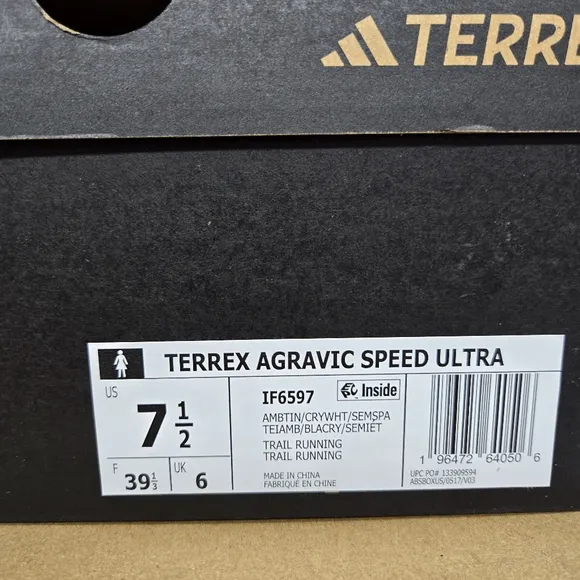 TERRE
TERREX AGRAVIC SPEED ULTRA
US
7 1/2
F
39 1/3
UK
6
IF6597
Inside
AMBTIN/CRYWHT/SEMSPA
TEIAMB/BLACRY/SEMIET
TRAIL RUNNING
TRAIL RUNNING
MADE IN CHINA
FABRIQUÉ EN CHINE
1 96472 64050 6
UPC PO# 133909594
ABSBOXUS/0517/V03